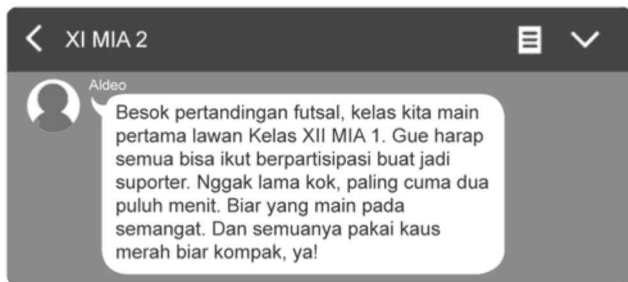 XI MIA 2
Aldeo
Besok pertandingan futsal, kelas kita main
pertama lawan Kelas XII MIA 1. Gue harap
semua bisa ikut berpartisipasi buat jadi
suporter. Nggak lama kok, paling cuma dua
puluh menit. Biar yang main pada
semangat. Dan semuanya pakai kaus
merah biar kompak, ya!